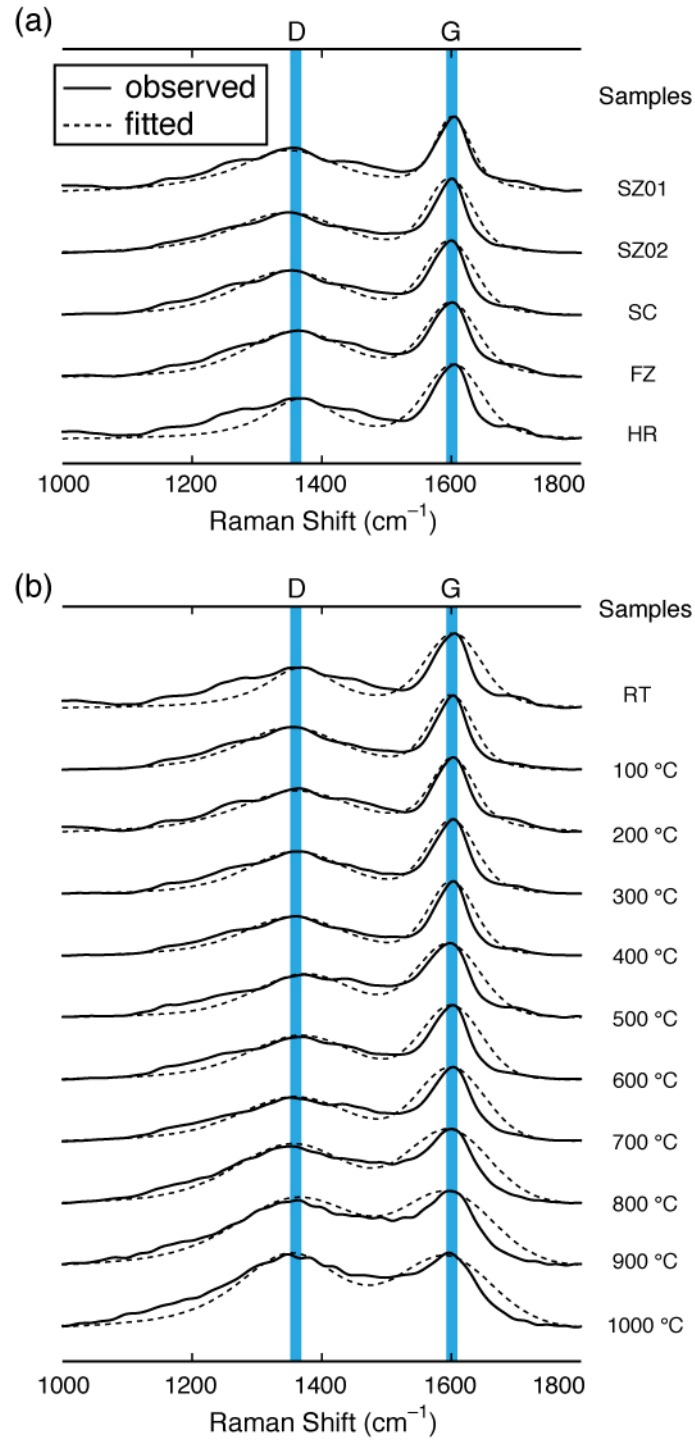 (a)
D G
observed
fitted
Samples
SZ01
SZ02
SC
FZ
HR
1000 1200 1400 1600 1800
Raman Shift (cm⁻¹)
(b)
D G
Samples
RT
100 °C
200 °C
300 °C
400 °C
500 °C
600 °C
700 °C
800 °C
900 °C
1000 °C
1000 1200 1400 1600 1800
Raman Shift (cm⁻¹)